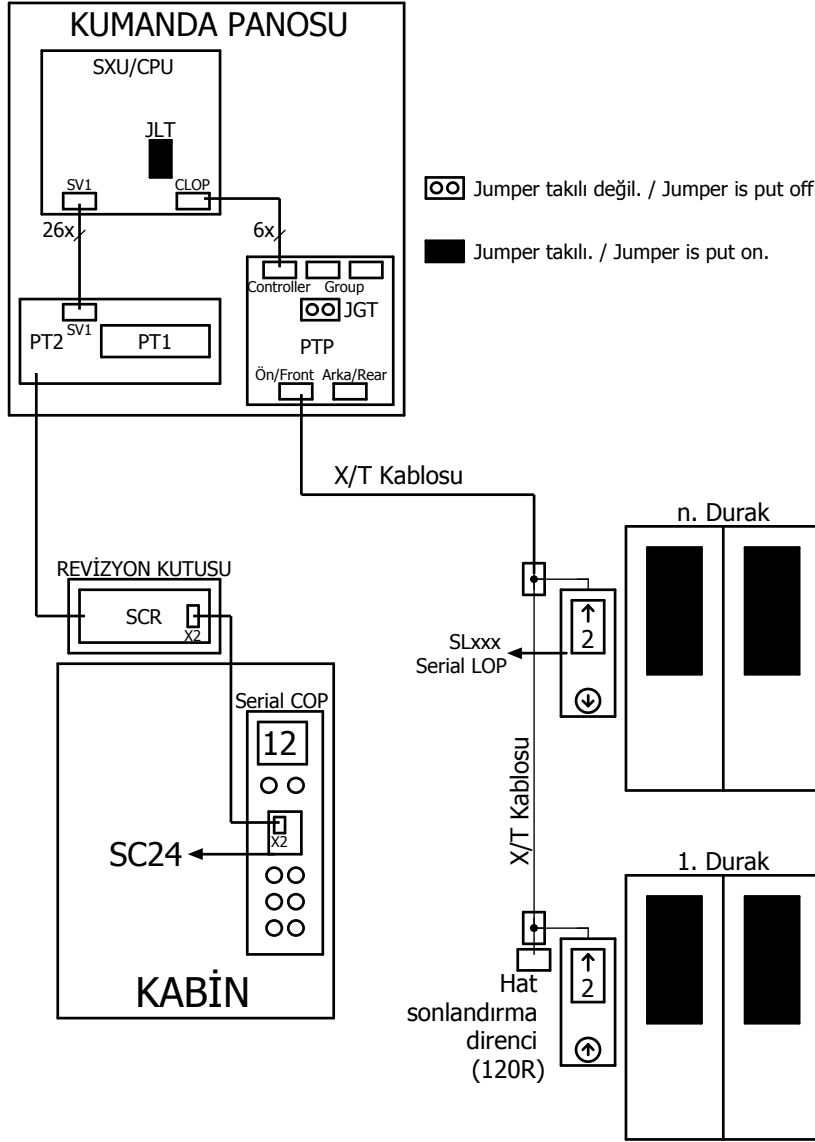 KUMANDA PANOSU
SXU/CPU
JLT
SV1
CLOP
26x
6x
Jumper takılı değil. / Jumper is put off.
Jumper takılı. / Jumper is put on.
Controller
Group
JGT
PTP
Ön/Front
Arka/Rear
SV1
PT2
PT1
X/T Kablosu
n. Durak
REVİZYON KUTUSU
SCR
X2
2
SLxxx
Serial LOP
Serial COP
12
X2
SC24
KABİN
X/T Kablosu
1. Durak
2
Hat
sonlandırma
direnci
(120R)